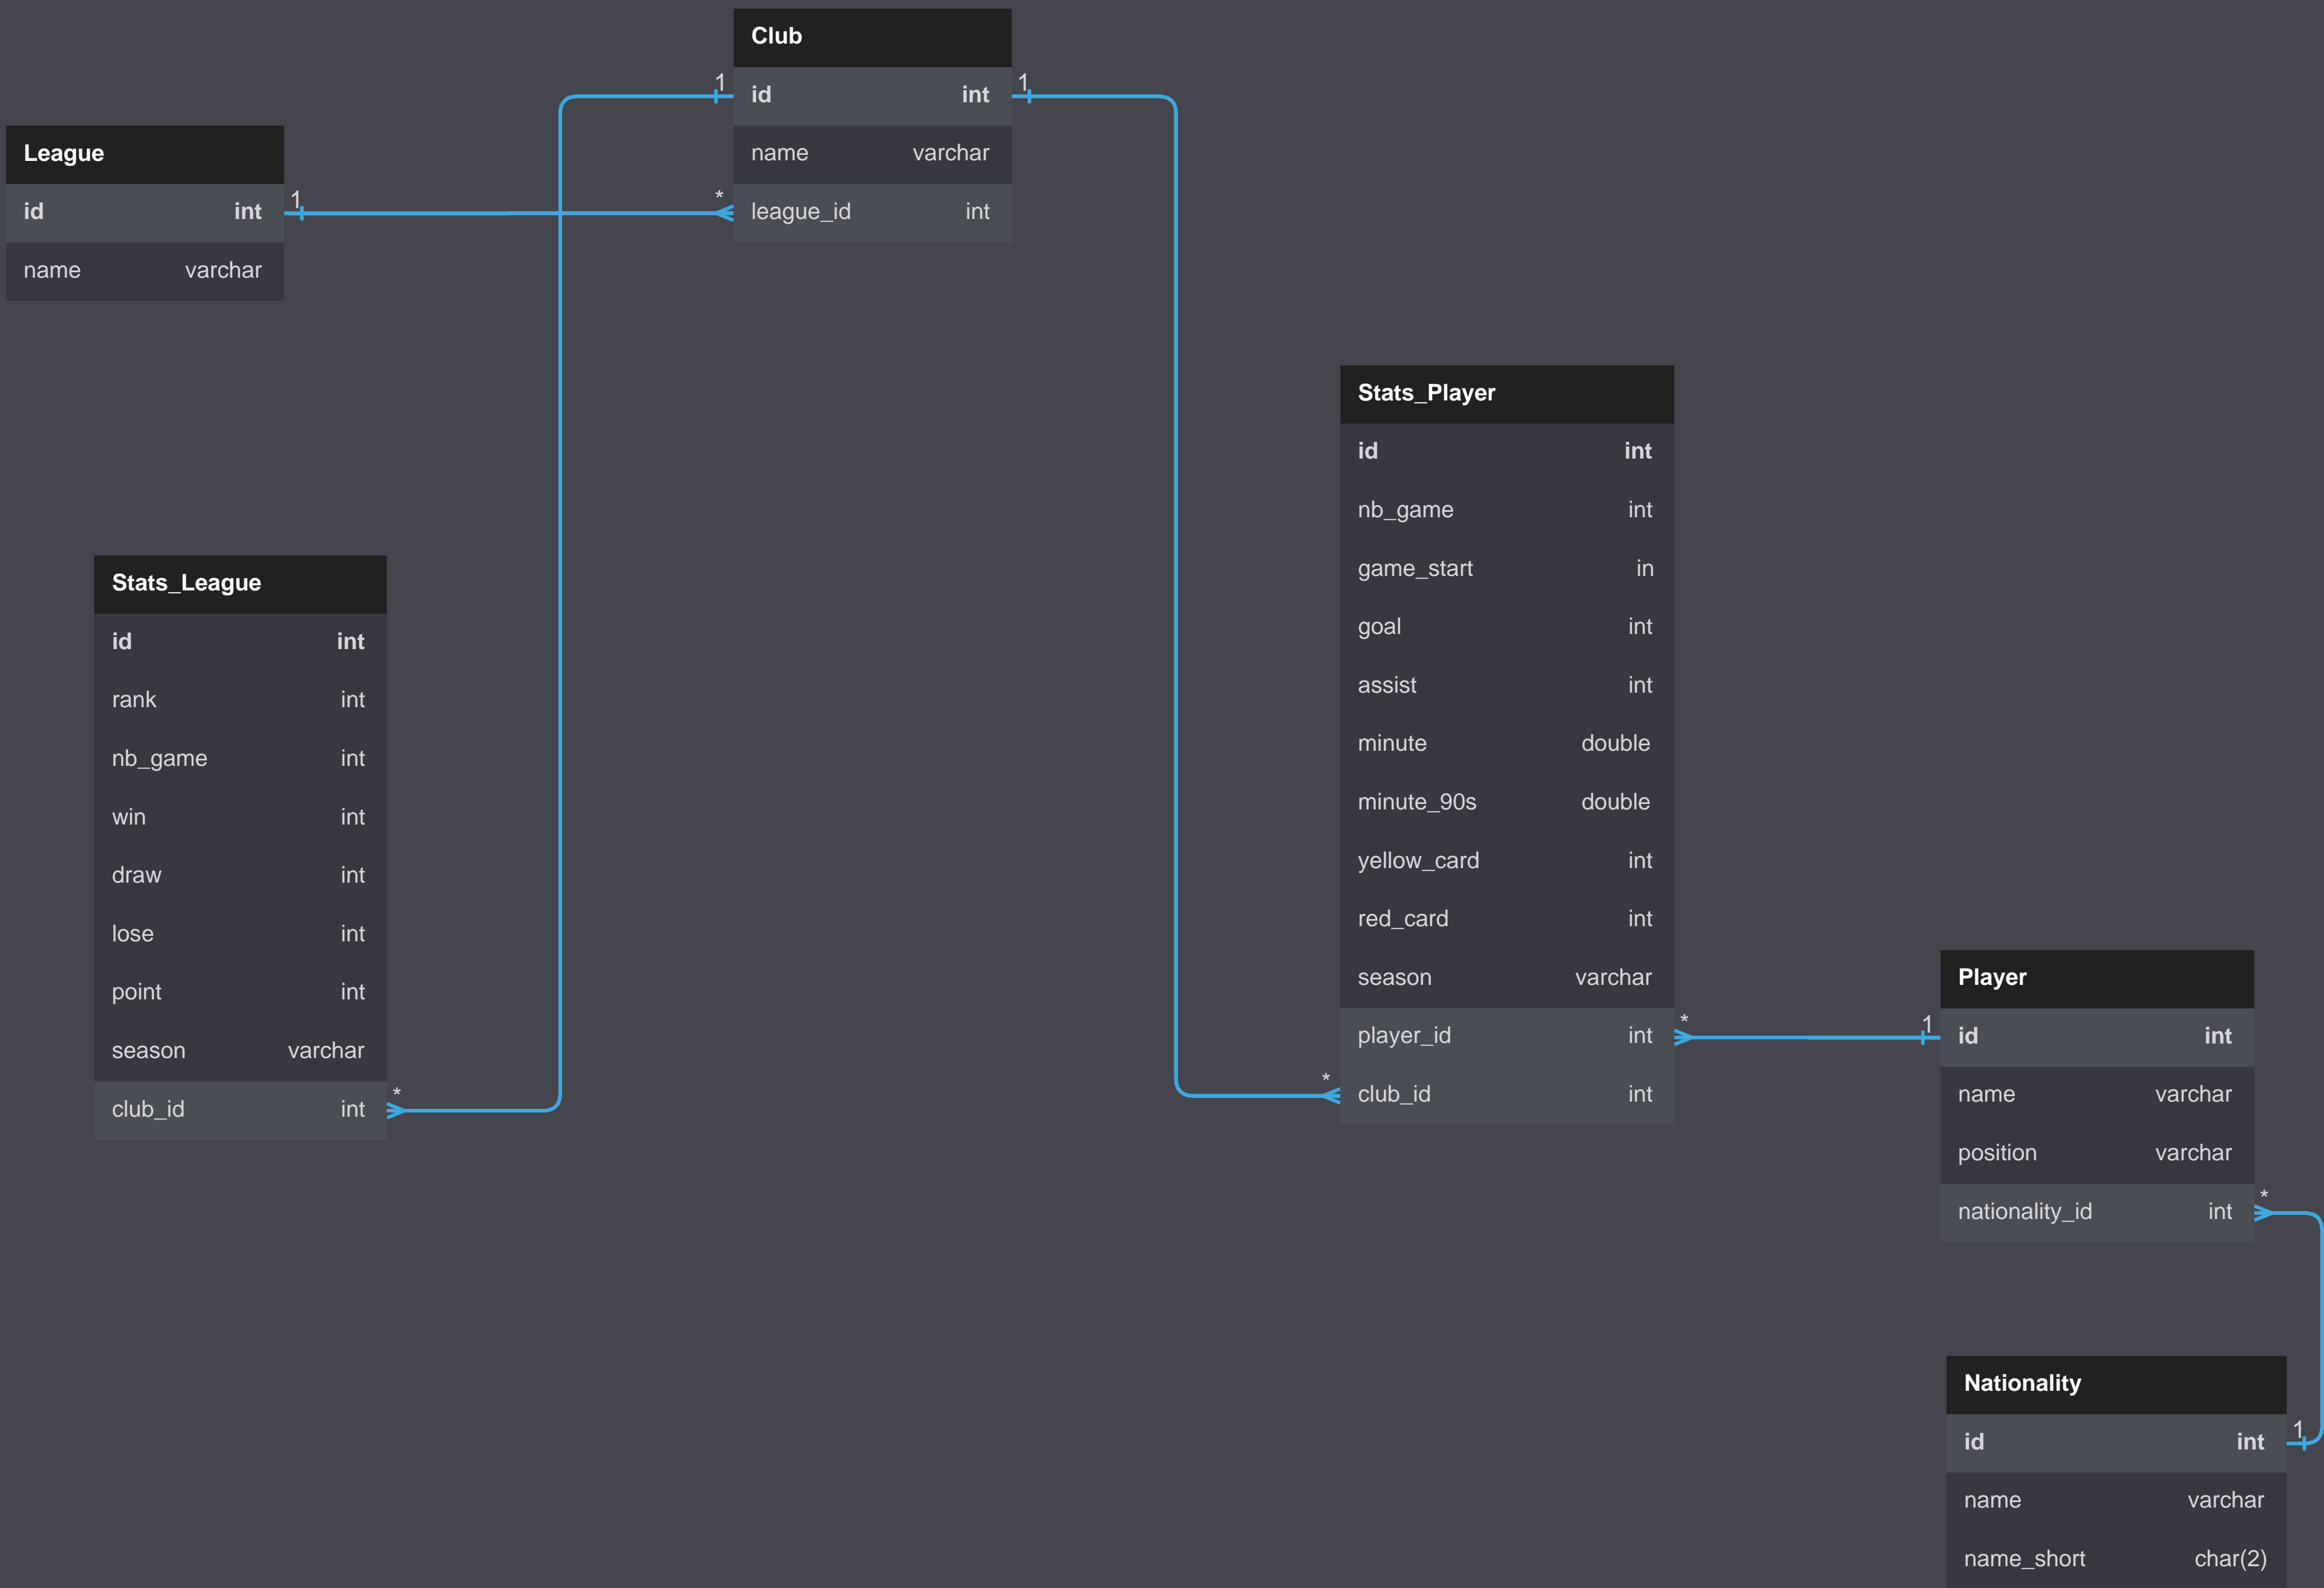 Club
1 id int 1
name varchar
* league_id int
League
id int 1
name varchar
Stats_Player
id int
nb_game int
game_start in
goal int
assist int
minute double
minute_90s double
yellow_card int
red_card int
season varchar
player_id int *
* club_id int
Stats_League
id int
rank int
nb_game int
win int
draw int
lose int
point int
season varchar
club_id int *
Player
1 id int
name varchar
position varchar
nationality_id int *
Nationality
id int 1
name varchar
name_short char(2)